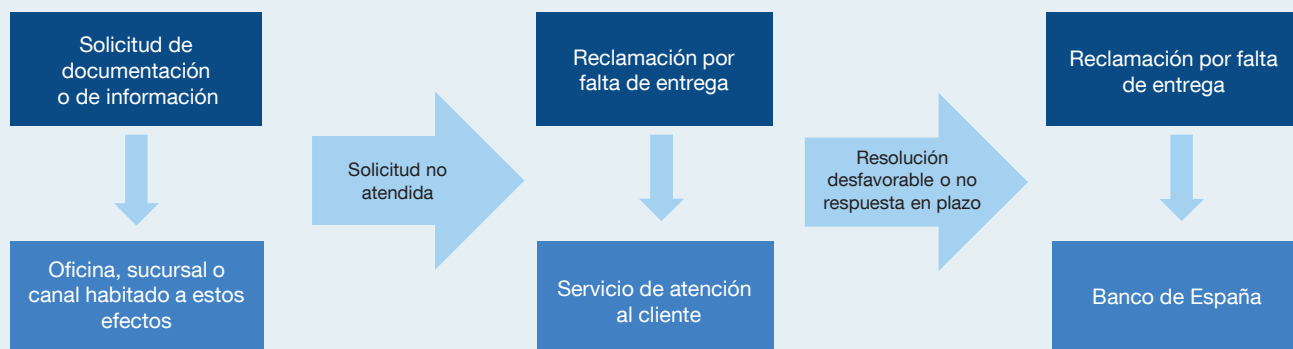 Solicitud de
documentación
o de información
Oficina, sucursal o
canal habitado a estos
efectos
Solicitud no
atendida
Reclamación por
falta de entrega
Servicio de atención
al cliente
Resolución
desfavorable o no
respuesta en plazo
Reclamación por falta
de entrega
Banco de España